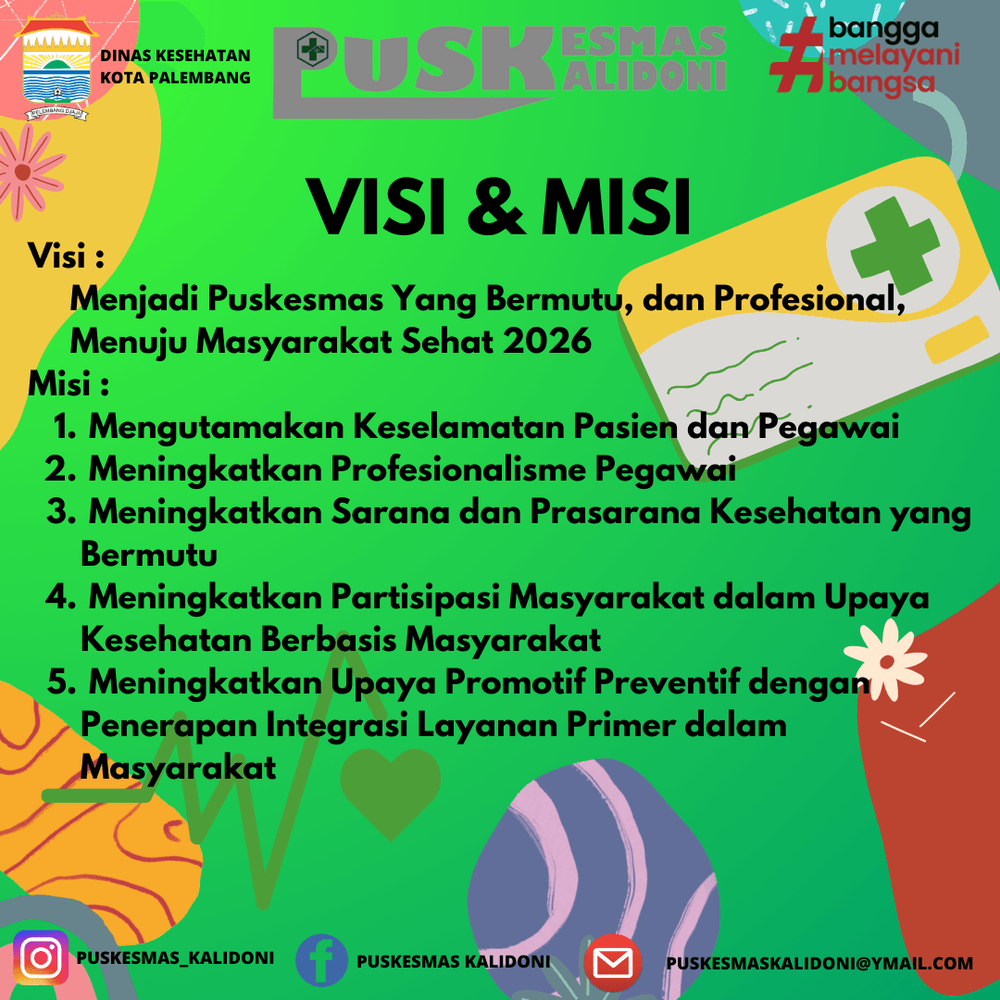 DINAS KESEHATAN
KOTA PALEMBANG
PALEMBANG DJAJA
PUSKESMAS
KALIDONI
#bangga
melayani
bangsa
VISI & MISI
Visi :
Menjadi Puskesmas Yang Bermutu, dan Profesional,
Menuju Masyarakat Sehat 2026
Misi :
1. Mengutamakan Keselamatan Pasien dan Pegawai
2. Meningkatkan Profesionalisme Pegawai
3. Meningkatkan Sarana dan Prasarana Kesehatan yang
Bermutu
4. Meningkatkan Partisipasi Masyarakat dalam Upaya
Kesehatan Berbasis Masyarakat
5. Meningkatkan Upaya Promotif Preventif dengan
Penerapan Integrasi Layanan Primer dalam
Masyarakat
PUSKESMAS_KALIDONI
PUSKESMAS KALIDONI
PUSKESMASKALIDONI@YMAIL.COM